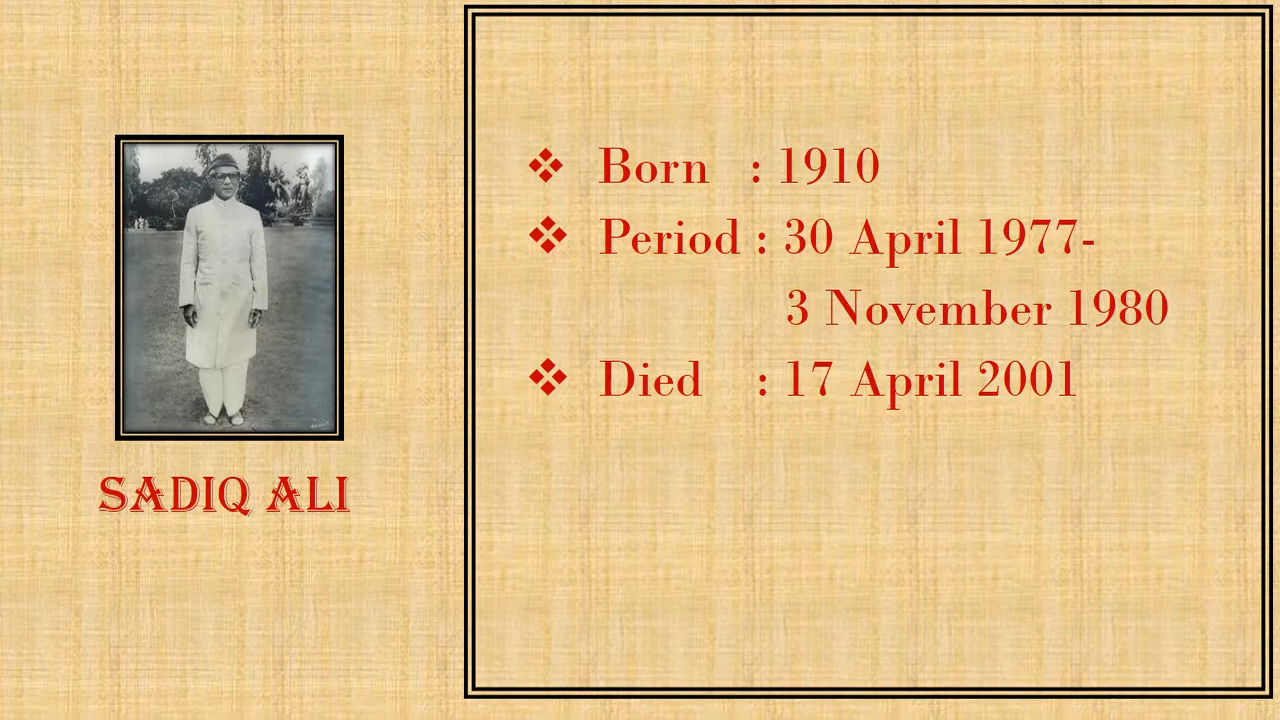 SADIQ ALI
Born : 1910
Period : 30 April 1977-
3 November 1980
Died : 17 April 2001